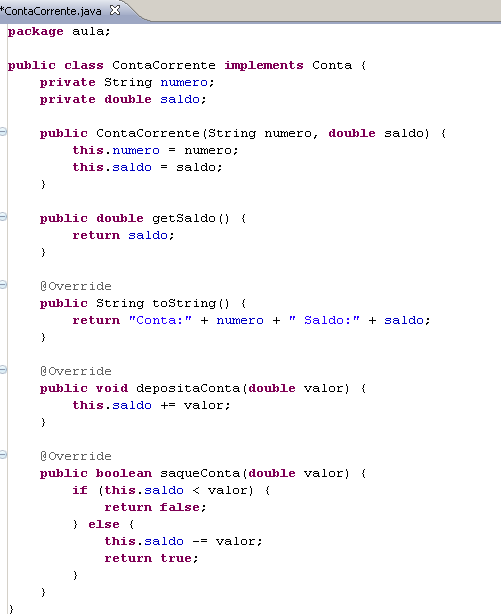 *ContaCorrente.java
package aula;
public class ContaCorrente implements Conta {
    private String numero;
    private double saldo;
    public ContaCorrente(String numero, double saldo) {
        this.numero = numero;
        this.saldo = saldo;
    }
    public double getSaldo() {
        return saldo;
    }
    @Override
    public String toString() {
        return "Conta:" + numero + " Saldo:" + saldo;
    }
    @Override
    public void depositaConta(double valor) {
        this.saldo += valor;
    }
    @Override
    public boolean saqueConta(double valor) {
        if (this.saldo < valor) {
            return false;
        } else {
            this.saldo -= valor;
            return true;
        }
    }
}